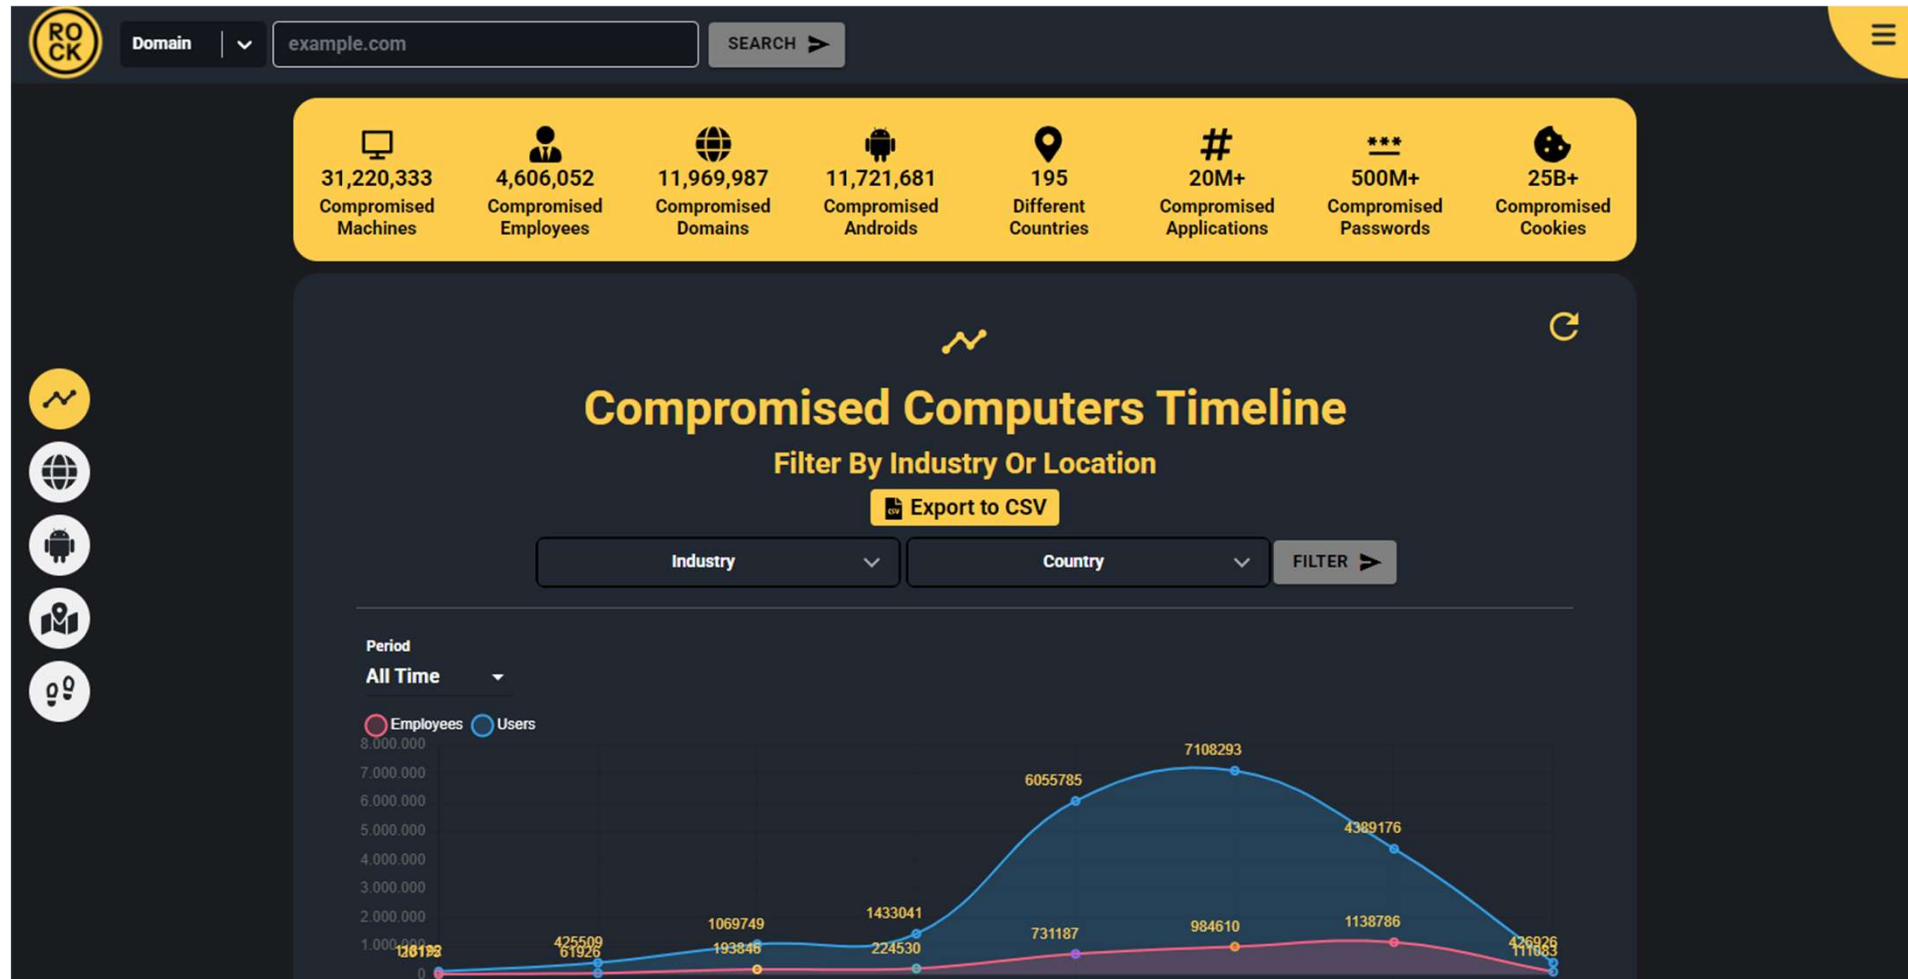 RO
CK
Domain
example.com
SEARCH
31,220,333
Compromised
Machines
4,606,052
Compromised
Employees
11,969,987
Compromised
Domains
11,721,681
Compromised
Androids
195
Different
Countries
#
20M+
Compromised
Applications
***
500M+
Compromised
Passwords
25B+
Compromised
Cookies
Compromised Computers Timeline
Filter By Industry Or Location
CSV Export to CSV
Industry
Country
FILTER
Period
All Time
Employees Users
8.000.000
7.000.000
6.000.000
5.000.000
4.000.000
3.000.000
2.000.000
0
425509
61926
1069749
193846
1433041
224530
6055785
731187
7108293
984610
4389176
1138786
426926
111083